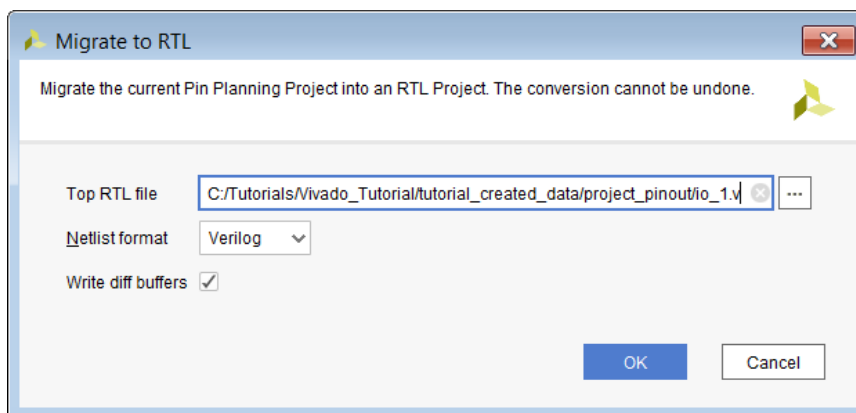 Migrate to RTL
Migrate the current Pin Planning Project into an RTL Project. The conversion cannot be undone.
Top RTL file C:/Tutorials/Vivado_Tutorial/tutorial_created_data/project_pinout/io_1.v ...
Netlist format Verilog
Write diff buffers
OK Cancel